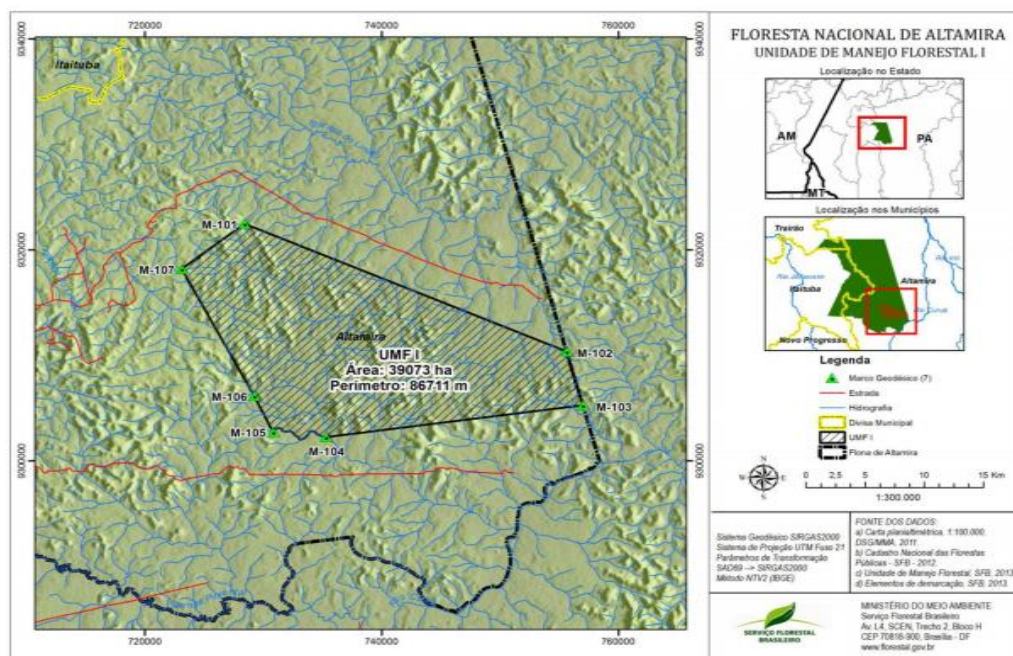 720000
740000
760000
9340000
9340000
Itaituba
M-101
9320000
9320000
M-107
Altamira
UMF I
Área: 39073 ha
Perímetro: 86711 m
M-102
M-106
M-103
M-105
M-104
9300000
9300000
720000
740000
760000
FLORESTA NACIONAL DE ALTAMIRA
UNIDADE DE MANEJO FLORESTAL I
Localização no Estado
AM
PA
MT
Localização nos Municípios
Trairão
Altamira
Itaituba
Novo Progresso
Legenda
Marco Geodésico (7)
Estrada
Hidrografia
Divisa Municipal
UMF I
Flona de Altamira
0 2,5 5 10 15 Km
1:300.000
N
W E
S
Sistema Geodésico SIRGAS2000
Sistema de Projeção UTM Fuso 21
Parâmetros de Transformação
SAD69 --> SIRGAS2000
Método NTV2 (IBGE)
FONTE DOS DADOS:
a) Carta planialtimétrica, 1:100.000,
DSG/MMA, 2011.
b) Cadastro Nacional das Florestas
Públicas - SFB - 2012.
c) Unidade de Manejo Florestal, SFB, 2013.
d) Elementos de demarcação, SFB, 2013.
SERVIÇO FLORESTAL
BRASILEIRO
MINISTÉRIO DO MEIO AMBIENTE
Serviço Florestal Brasileiro
Av. L4, SCEN, Trecho 2, Bloco H
CEP 70818-900, Brasília - DF
www.florestal.gov.br